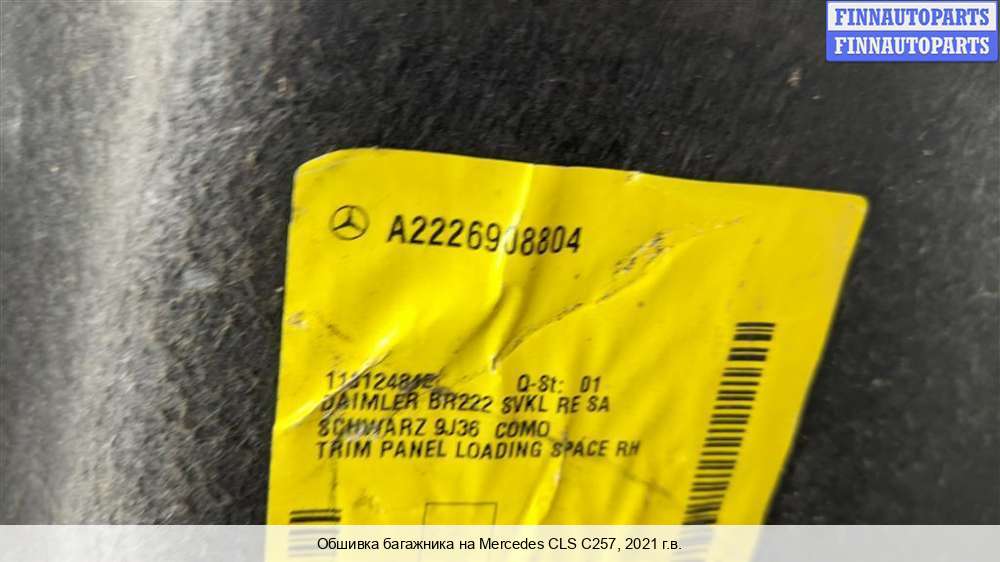 FINNAUTOPARTS
FINNAUTOPARTS
A2226908804
Q-St: 01
DAIMLER BR222 SVKL RE SA
SCHWARZ 9J36 COMO
TRIM PANEL LOADING SPACE RH
Обшивка багажника на Mercedes CLS C257, 2021 г.в.